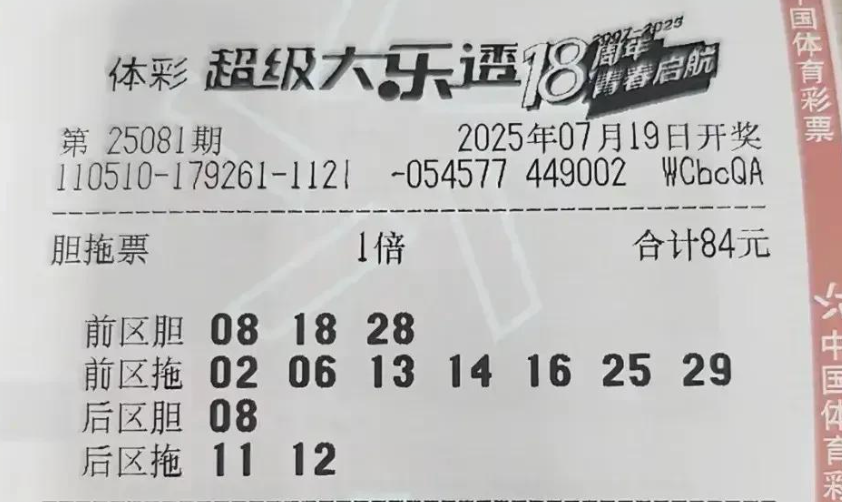 体彩 超级大乐透 18周年 2007-2025 青春启航
第 25081期 2025年07月19日开奖
110510-179261-1121 -054577 449002 WCbcQA
胆拖票 1倍 合计84元
前区胆 08 18 28
前区拖 02 06 13 14 16 25 29
后区胆 08
后区拖 11 12
国体育彩票
中国体育彩